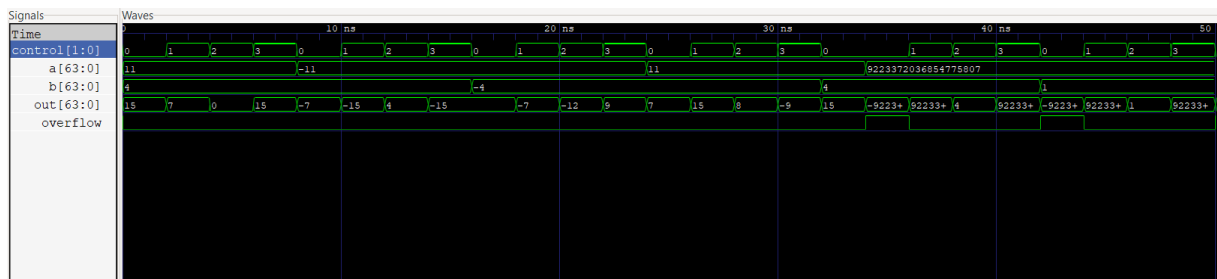 Signals Waves
Time 10 ns 20 ns 30 ns 40 ns 50
control[1:0] 0 1 2 3 0 1 2 3 0 1 2 3 0 1 2 3 0 1 2 3 0 1 2 3
a[63:0] 11 -11 11 9223372036854775807
b[63:0] 4 -4 4 1
out[63:0] 15 7 0 15 -7 -15 4 -15 -7 -12 9 7 15 8 -9 15 -9223+ 92233+ 4 92233+ -9223+ 92233+ 1 92233+
overflow